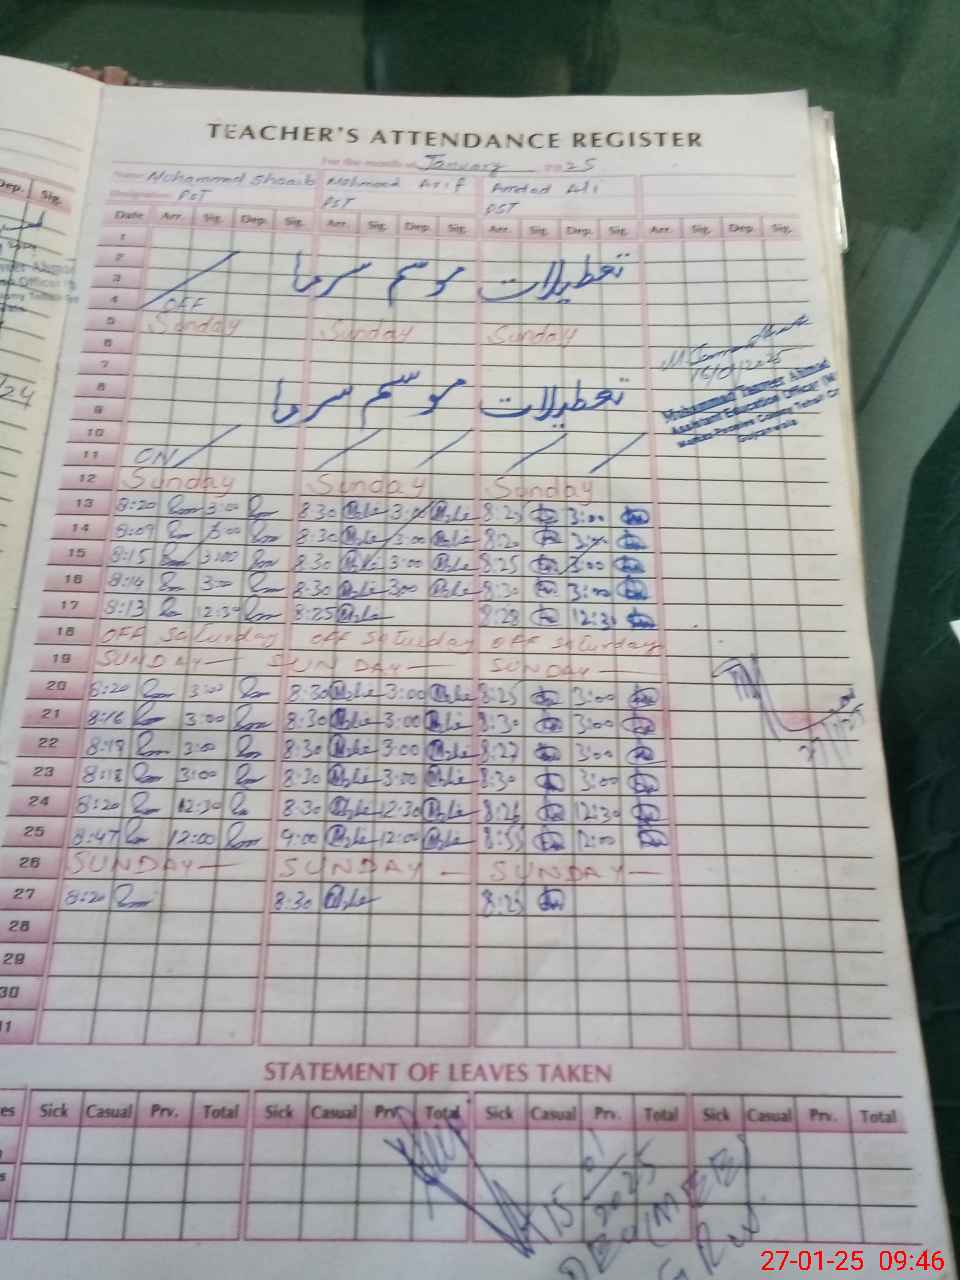 TEACHER'S ATTENDANCE REGISTER
For the month of January 2025
Name Mohammad Shoaib Mehmood Arif Amdad Ali
Designation PST PST PST
Date Arr. Sig. Dep. Sig. Arr. Sig. Dep. Sig. Arr. Sig. Dep. Sig. Arr. Sig. Dep. Sig.
1
2 تعطیلات موسم سرما
3
4 OFF
5 Sunday Sunday Sunday
6
7
8 تعطیلات موسم سرما
9
10
11 ON
12 Sunday Sunday Sunday
13 8:20 3:00 8:30 3:00 8:25 3:00
14 8:09 3:00 8:30 3:00 8:20 3:00
15 8:15 3:00 8:30 3:00 8:25 3:00
16 8:16 3:00 8:30 3:00 8:30 3:00
17 8:13 12:30 8:25 8:28 12:30
18 OFF Saturday OFF Saturday OFF Saturday
19 SUNDAY SUNDAY SUNDAY
20 8:20 3:00 8:30 3:00 8:25 3:00
21 8:16 3:00 8:30 3:00 8:30 3:00
22 8:19 3:00 8:30 3:00 8:27 3:00
23 8:18 3:00 8:30 3:00 8:30 3:00
24 8:20 12:30 8:30 12:30 8:26 12:30
25 8:47 12:00 9:00 12:00 8:55 12:00
26 SUNDAY SUNDAY SUNDAY
27 8:20 8:30 8:25
28
29
30
Mohammad Tanveer Ahmad
Assistant Education Officer (M)
STATEMENT OF LEAVES TAKEN
Sick Casual Prv. Total Sick Casual Prv. Total Sick Casual Prv. Total Sick Casual Prv. Total
15
01
2025
27-01-25 09:46